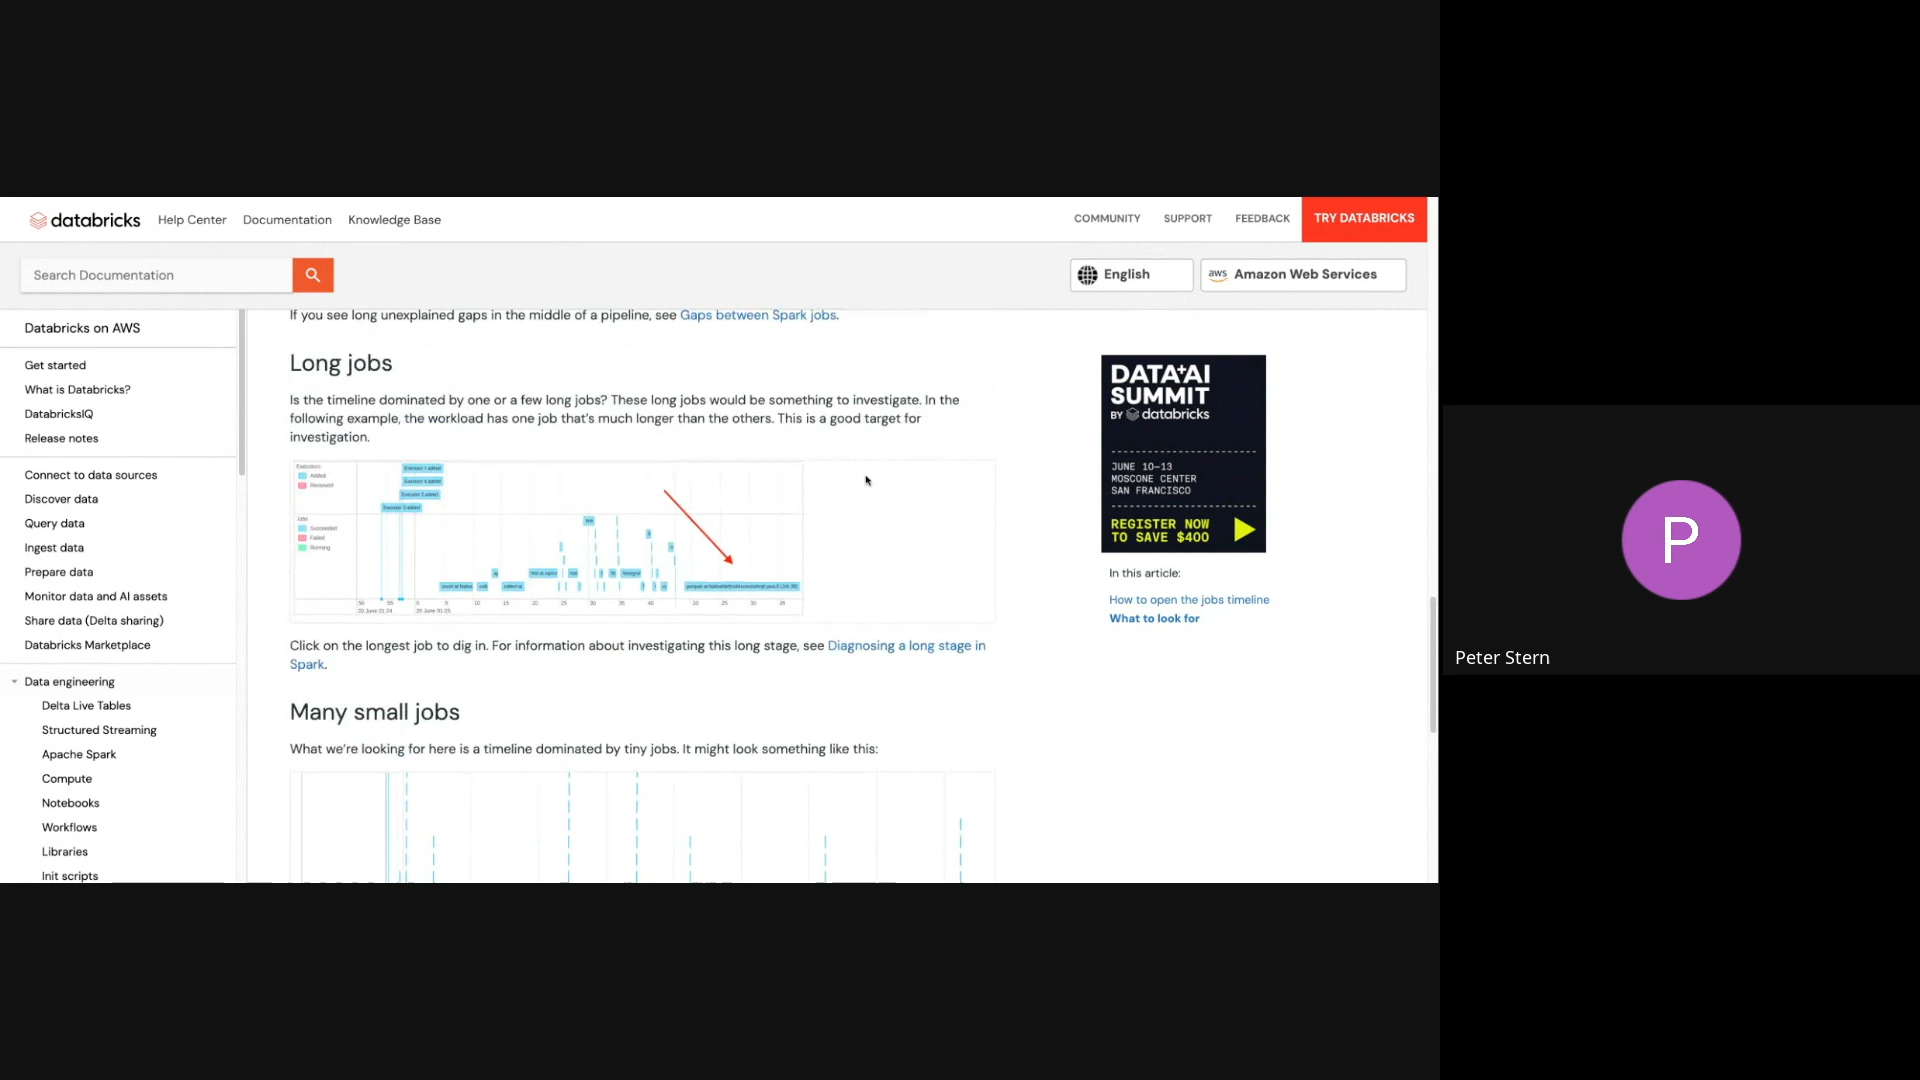 databricks Help Center Documentation Knowledge Base
COMMUNITY SUPPORT FEEDBACK TRY DATABRICKS
Search Documentation
English
aws Amazon Web Services
Databricks on AWS
Get started
What is Databricks?
DatabricksIQ
Release notes
Connect to data sources
Discover data
Query data
Ingest data
Prepare data
Monitor data and AI assets
Share data (Delta sharing)
Databricks Marketplace
Data engineering
Delta Live Tables
Structured Streaming
Apache Spark
Compute
Notebooks
Workflows
Libraries
Init scripts
If you see long unexplained gaps in the middle of a pipeline, see Gaps between Spark jobs.
Long jobs
Is the timeline dominated by one or a few long jobs? These long jobs would be something to investigate. In the
following example, the workload has one job that's much longer than the others. This is a good target for
investigation.
Executors
Added
Removed
Jobs
Succeeded
Failed
Running
Click on the longest job to dig in. For information about investigating this long stage, see Diagnosing a long stage in
Spark.
Many small jobs
What we're looking for here is a timeline dominated by tiny jobs. It might look something like this:
DATA+AI
SUMMIT
BY databricks
JUNE 10-13
MOSCONE CENTER
SAN FRANCISCO
REGISTER NOW
TO SAVE $400
In this article:
How to open the jobs timeline
What to look for
P
Peter Stern